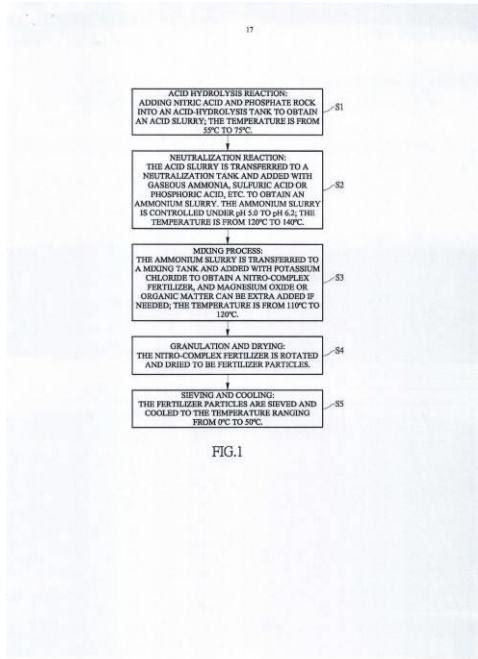 17
ACID HYDROLYSIS REACTION:
ADDING NITRIC ACID AND PHOSPHATE ROCK
INTO AN ACID-HYDROLYSIS TANK TO OBTAIN
AN ACID SLURRY; THE TEMPERATURE IS FROM
55℃ TO 75℃.
S1
NEUTRALIZATION REACTION:
THE ACID SLURRY IS TRANSFERRED TO A
NEUTRALIZATION TANK AND ADDED WITH
GASEOUS AMMONIA, SULFURIC ACID OR
PHOSPHORIC ACID, ETC. TO OBTAIN AN
AMMONIUM SLURRY. THE AMMONIUM SLURRY
IS CONTROLLED UNDER pH 5.0 TO pH 6.2; THE
TEMPERATURE IS FROM 120℃ TO 140℃.
S2
MIXING PROCESS:
THE AMMONIUM SLURRY IS TRANSFERRED TO
A MIXING TANK AND ADDED WITH POTASSIUM
CHLORIDE TO OBTAIN A NITRO-COMPLEX
FERTILIZER, AND MAGNESIUM OXIDE OR
ORGANIC MATTER CAN BE EXTRA ADDED IF
NEEDED; THE TEMPERATURE IS FROM 110℃ TO
120℃.
S3
GRANULATION AND DRYING:
THE NITRO-COMPLEX FERTILIZER IS ROTATED
AND DRIED TO BE FERTILIZER PARTICLES.
S4
SIEVING AND COOLING:
THE FERTILIZER PARTICLES ARE SIEVED AND
COOLED TO THE TEMPERATURE RANGING
FROM 0℃ TO 50℃.
S5
FIG.1